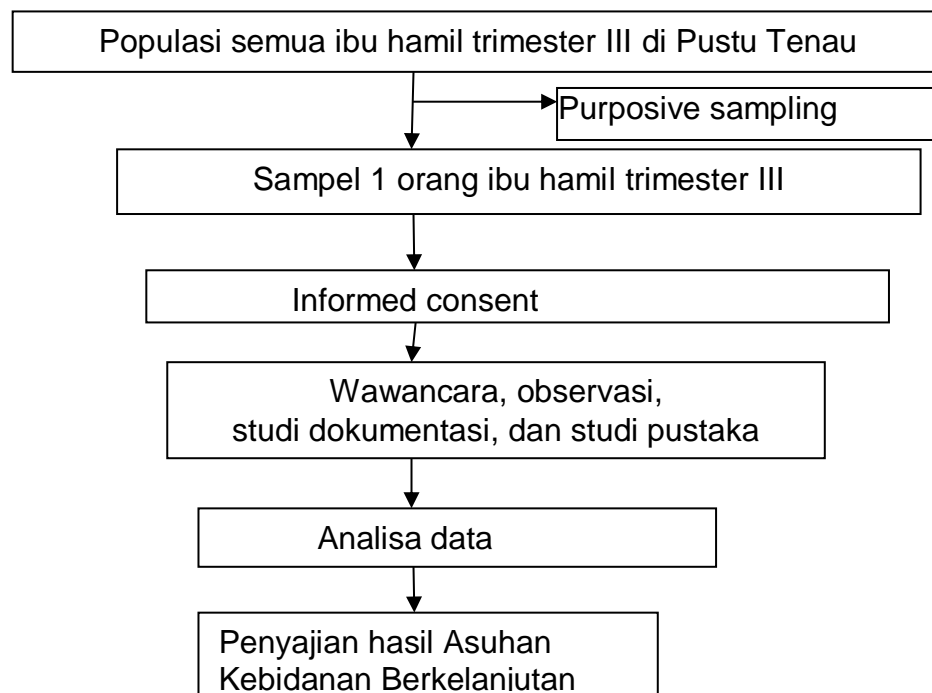 Populasi semua ibu hamil trimester III di Pustu Tenau
Purposive sampling
Sampel 1 orang ibu hamil trimester III
Informed consent
Wawancara, observasi,
studi dokumentasi, dan studi pustaka
Analisa data
Penyajian hasil Asuhan
Kebidanan Berkelanjutan